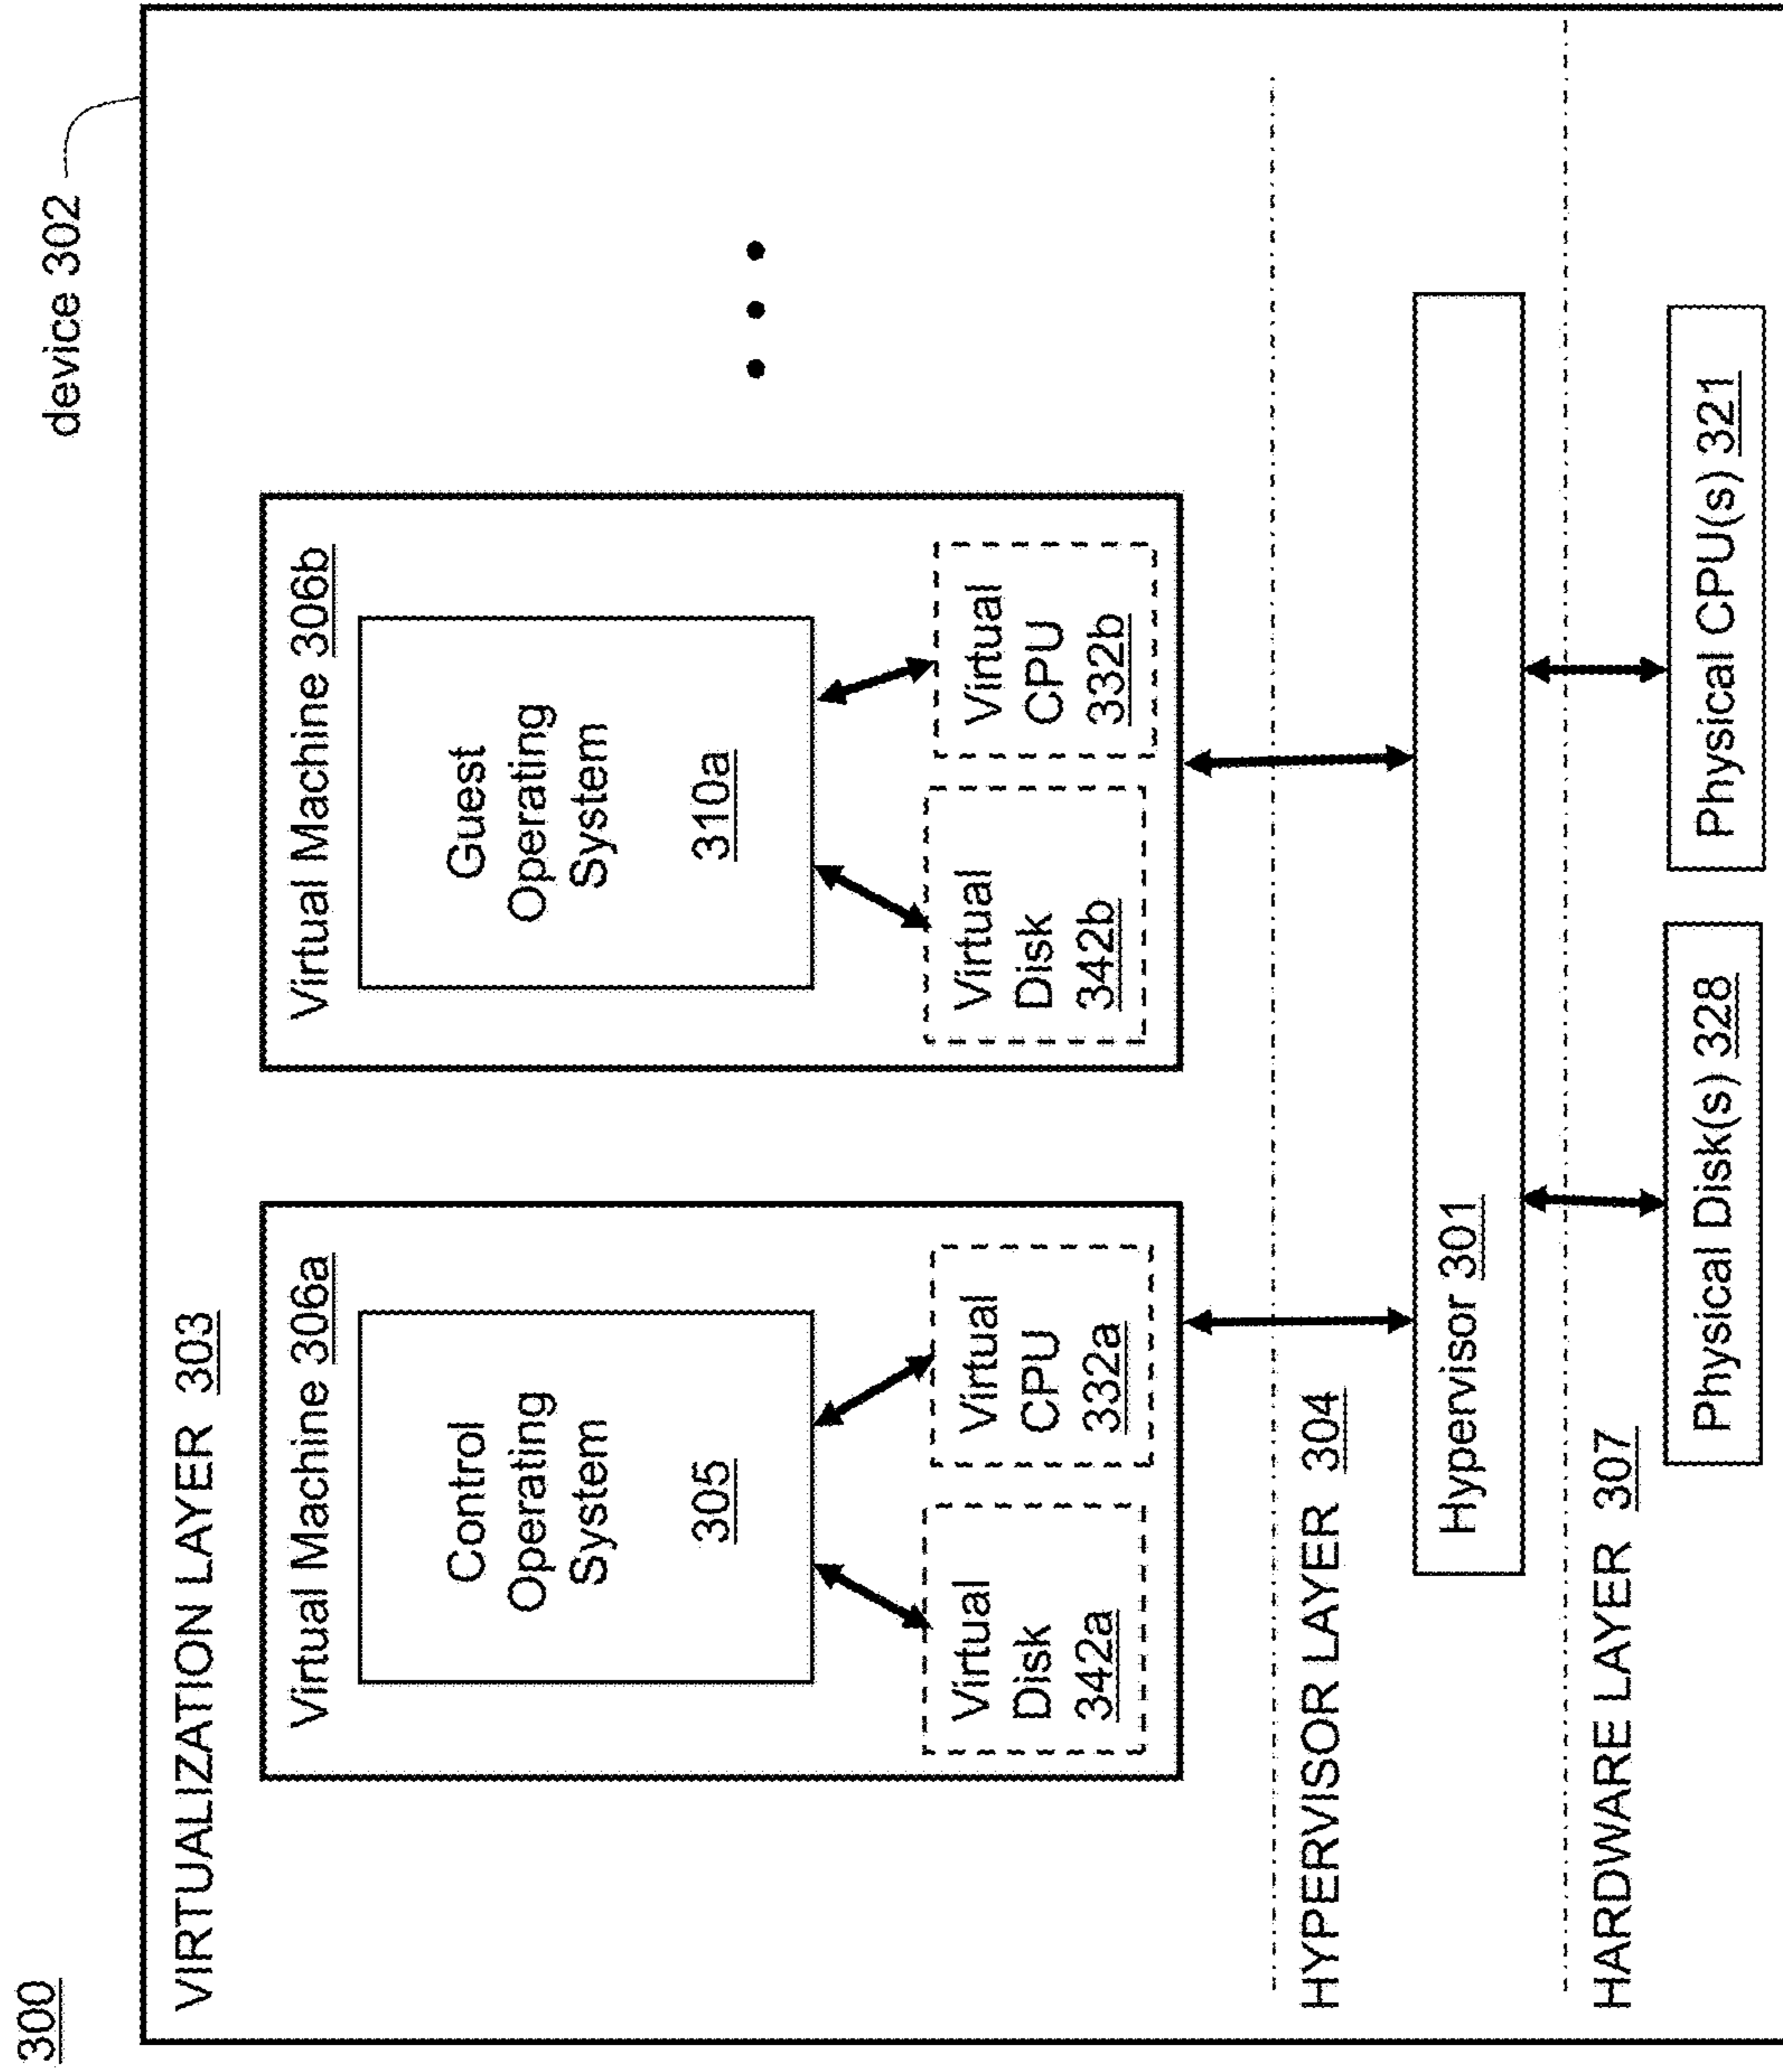 300
device 302
VIRTUALIZATION LAYER 303
Virtual Machine 306a
Control
Operating
System
305
Virtual
Disk
342a
Virtual
CPU
332a
Virtual Machine 306b
Guest
Operating
System
310a
Virtual
Disk
342b
Virtual
CPU
332b
HYPERVISOR LAYER 304
Hypervisor 301
HARDWARE LAYER 307
Physical Disk(s) 328
Physical CPU(s) 321